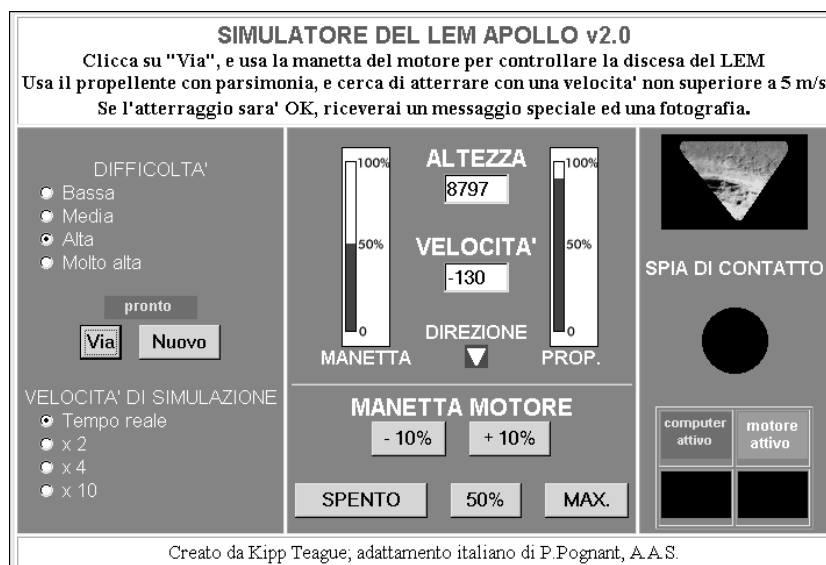 SIMULATORE DEL LEM APOLLO v2.0
Clicca su "Via", e usa la manetta del motore per controllare la discesa del LEM
Usa il propellente con parsimonia, e cerca di atterrare con una velocita' non superiore a 5 m/s
Se l'atterraggio sara' OK, riceverai un messaggio speciale ed una fotografia.
DIFFICOLTA'
Bassa
Media
Alta
Molto alta
pronto
Via Nuovo
VELOCITA' DI SIMULAZIONE
Tempo reale
x 2
x 4
x 10
100%
50%
0
MANETTA
ALTEZZA
8797
VELOCITA'
-130
DIREZIONE
100%
50%
0
PROP.
MANETTA MOTORE
- 10% + 10%
SPENTO 50% MAX.
SPIA DI CONTATTO
computer attivo
motore attivo
Creato da Kipp Teague; adattamento italiano di P.Pognant, A.A.S.